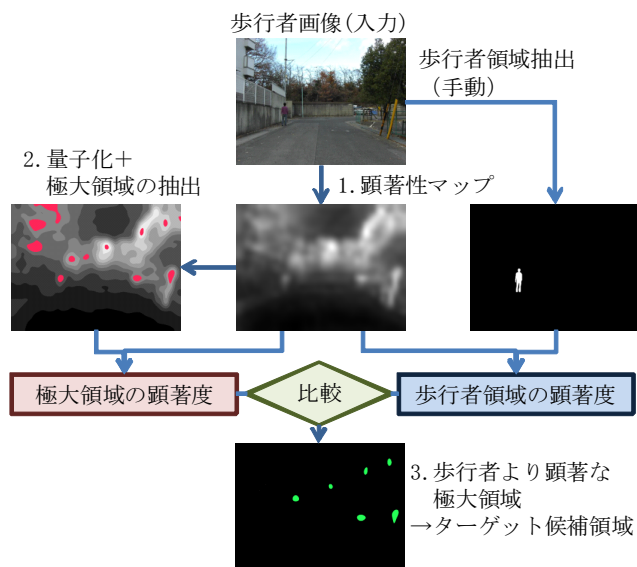 歩行者画像(入力)
歩行者領域抽出
(手動)
2.量子化＋
極大領域の抽出
1.顕著性マップ
極大領域の顕著度
比較
歩行者領域の顕著度
3.歩行者より顕著な
極大領域
→ターゲット候補領域